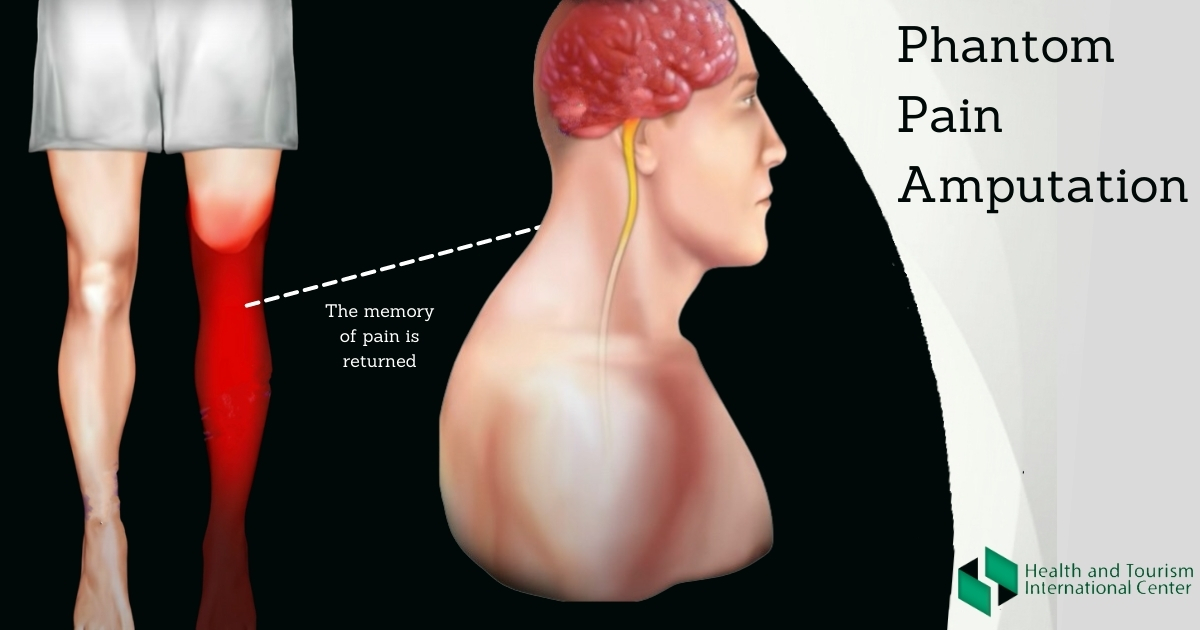 Phantom
Pain
Amputation
The memory
of pain is
returned
Health and Tourism
International Center